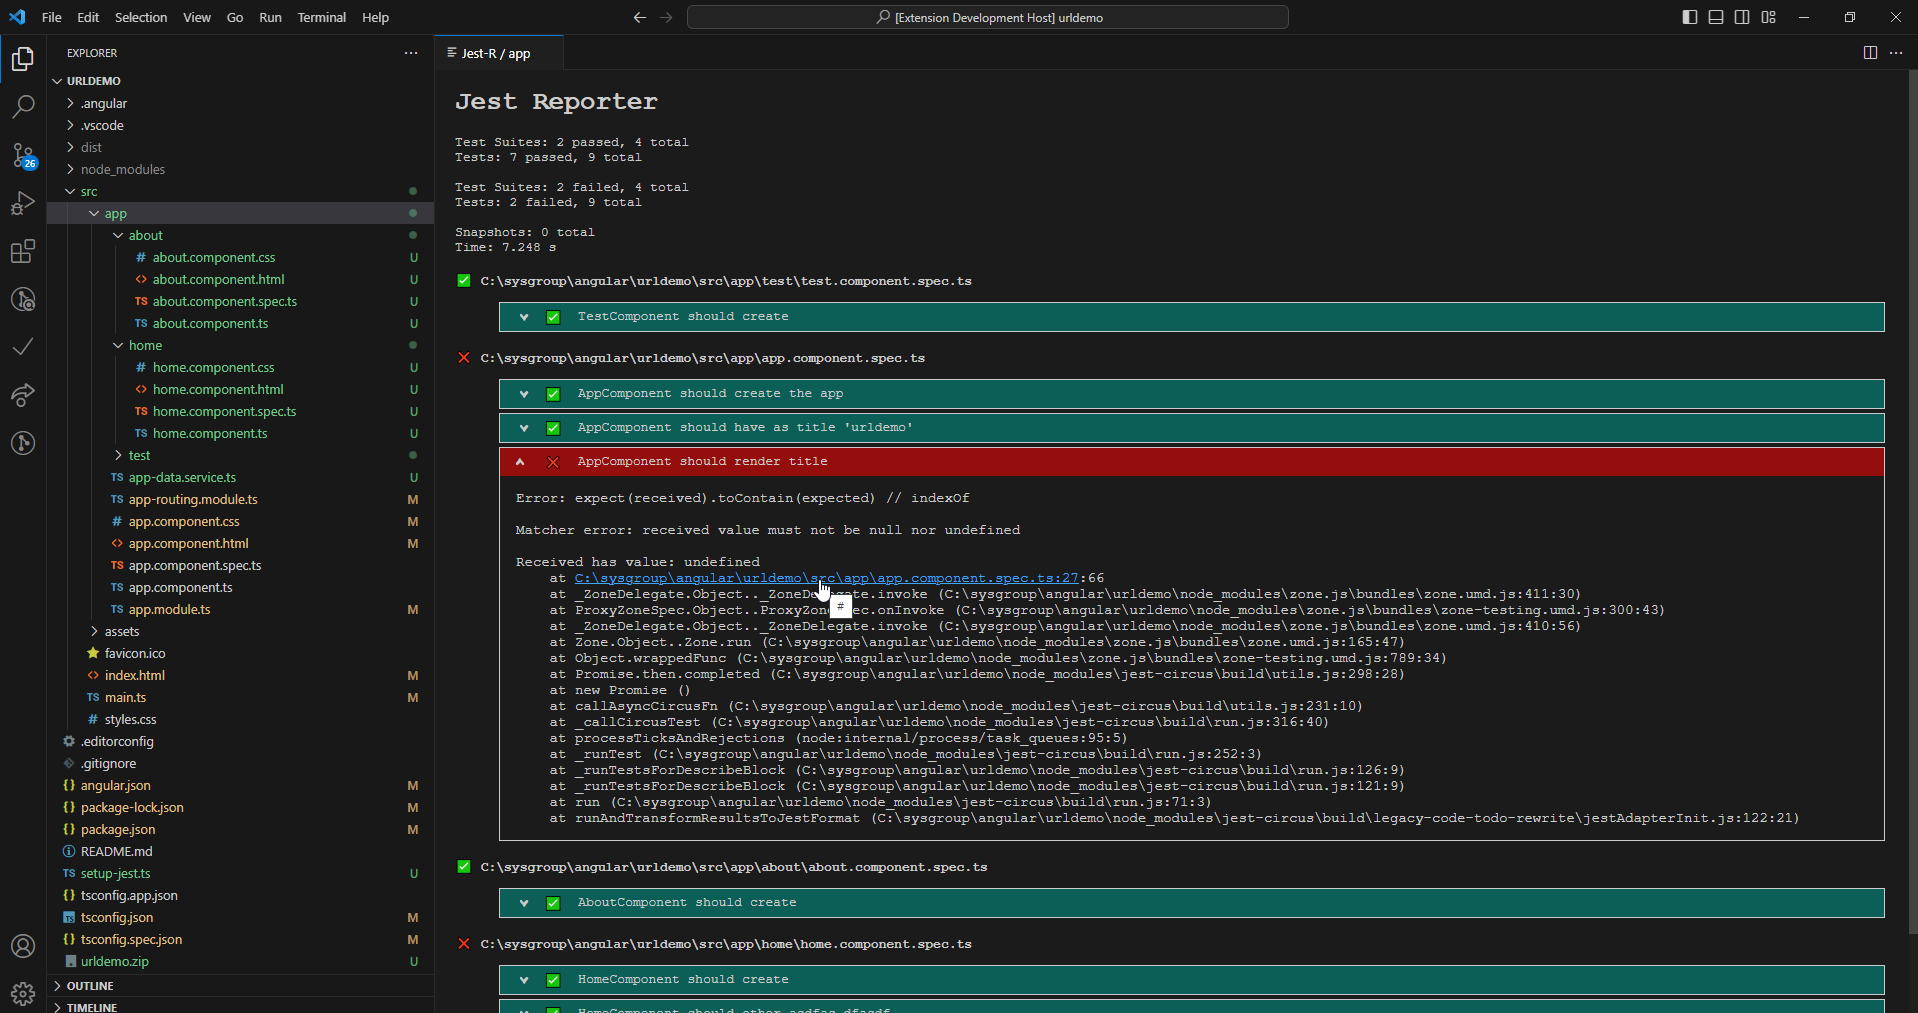 File Edit Selection View Go Run Terminal Help
[Extension Development Host] urldemo
EXPLORER
URLDEMO
.angular
.vscode
dist
node_modules
src
app
about
# about.component.css U
<> about.component.html U
TS about.component.spec.ts U
TS about.component.ts U
home
# home.component.css U
<> home.component.html U
TS home.component.spec.ts U
TS home.component.ts U
test
TS app-data.service.ts U
TS app-routing.module.ts M
# app.component.css M
<> app.component.html M
TS app.component.spec.ts
TS app.component.ts
TS app.module.ts M
assets
favicon.ico
<> index.html M
TS main.ts M
# styles.css
.editorconfig
.gitignore
{} angular.json M
{} package-lock.json M
{} package.json M
README.md
TS setup-jest.ts U
{} tsconfig.app.json
TS tsconfig.json M
{} tsconfig.spec.json M
urldemo.zip U
OUTLINE
TIMELINE
26
Jest-R / app
Jest Reporter
Test Suites: 2 passed, 4 total
Tests: 7 passed, 9 total
Test Suites: 2 failed, 4 total
Tests: 2 failed, 9 total
Snapshots: 0 total
Time: 7.248 s
C:\sysgroup\angular\urldemo\src\app\test\test.component.spec.ts
TestComponent should create
C:\sysgroup\angular\urldemo\src\app\app.component.spec.ts
AppComponent should create the app
AppComponent should have as title 'urldemo'
AppComponent should render title
Error: expect(received).toContain(expected) // indexOf
Matcher error: received value must not be null nor undefined
Received has value: undefined
at C:\sysgroup\angular\urldemo\src\app\app.component.spec.ts:27:66
at _ZoneDelegate.Object.._ZoneDelegate.invoke (C:\sysgroup\angular\urldemo\node_modules\zone.js\bundles\zone.umd.js:411:30)
#
at ProxyZoneSpec.Object..ProxyZoneSpec.onInvoke (C:\sysgroup\angular\urldemo\node_modules\zone.js\bundles\zone-testing.umd.js:300:43)
at _ZoneDelegate.Object.._ZoneDelegate.invoke (C:\sysgroup\angular\urldemo\node_modules\zone.js\bundles\zone.umd.js:410:56)
at Zone.Object..Zone.run (C:\sysgroup\angular\urldemo\node_modules\zone.js\bundles\zone.umd.js:165:47)
at Object.wrappedFunc (C:\sysgroup\angular\urldemo\node_modules\zone.js\bundles\zone-testing.umd.js:789:34)
at Promise.then.completed (C:\sysgroup\angular\urldemo\node_modules\jest-circus\build\utils.js:298:28)
at new Promise ()
at callAsyncCircusFn (C:\sysgroup\angular\urldemo\node_modules\jest-circus\build\utils.js:231:10)
at _callCircusTest (C:\sysgroup\angular\urldemo\node_modules\jest-circus\build\run.js:316:40)
at processTicksAndRejections (node:internal/process/task_queues:95:5)
at _runTest (C:\sysgroup\angular\urldemo\node_modules\jest-circus\build\run.js:252:3)
at _runTestsForDescribeBlock (C:\sysgroup\angular\urldemo\node_modules\jest-circus\build\run.js:126:9)
at _runTestsForDescribeBlock (C:\sysgroup\angular\urldemo\node_modules\jest-circus\build\run.js:121:9)
at run (C:\sysgroup\angular\urldemo\node_modules\jest-circus\build\run.js:71:3)
at runAndTransformResultsToJestFormat (C:\sysgroup\angular\urldemo\node_modules\jest-circus\build\legacy-code-todo-rewrite\jestAdapterInit.js:122:21)
C:\sysgroup\angular\urldemo\src\app\about\about.component.spec.ts
AboutComponent should create
C:\sysgroup\angular\urldemo\src\app\home\home.component.spec.ts
HomeComponent should create
HomeComponent should other